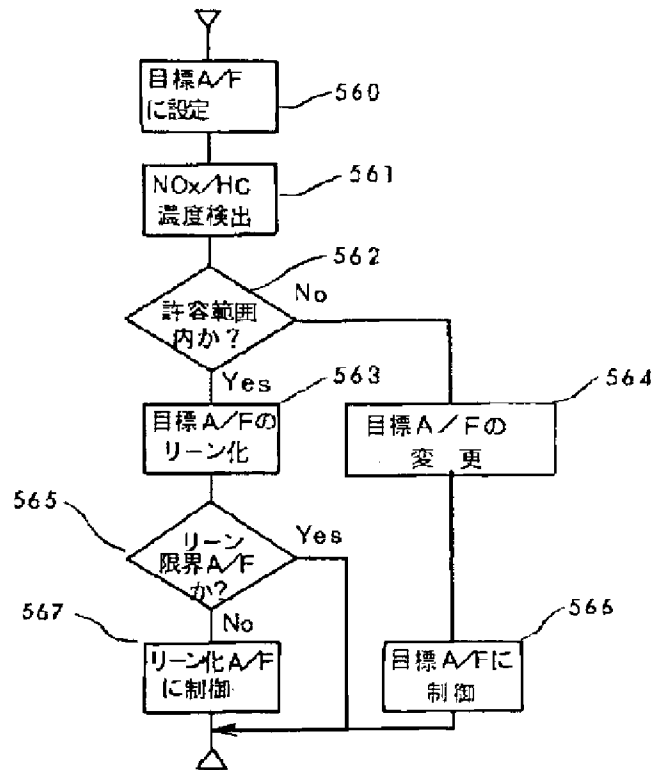 目標A/F
に設定
560
NOx/HC
濃度検出
561
562
許容範囲
内か?
No
Yes
563
564
目標A/Fの
リーン化
目標A/Fの
変更
565
リーン
限界A/F
か?
Yes
No
567
566
リーン化A/F
に制御
目標A/Fに
制御